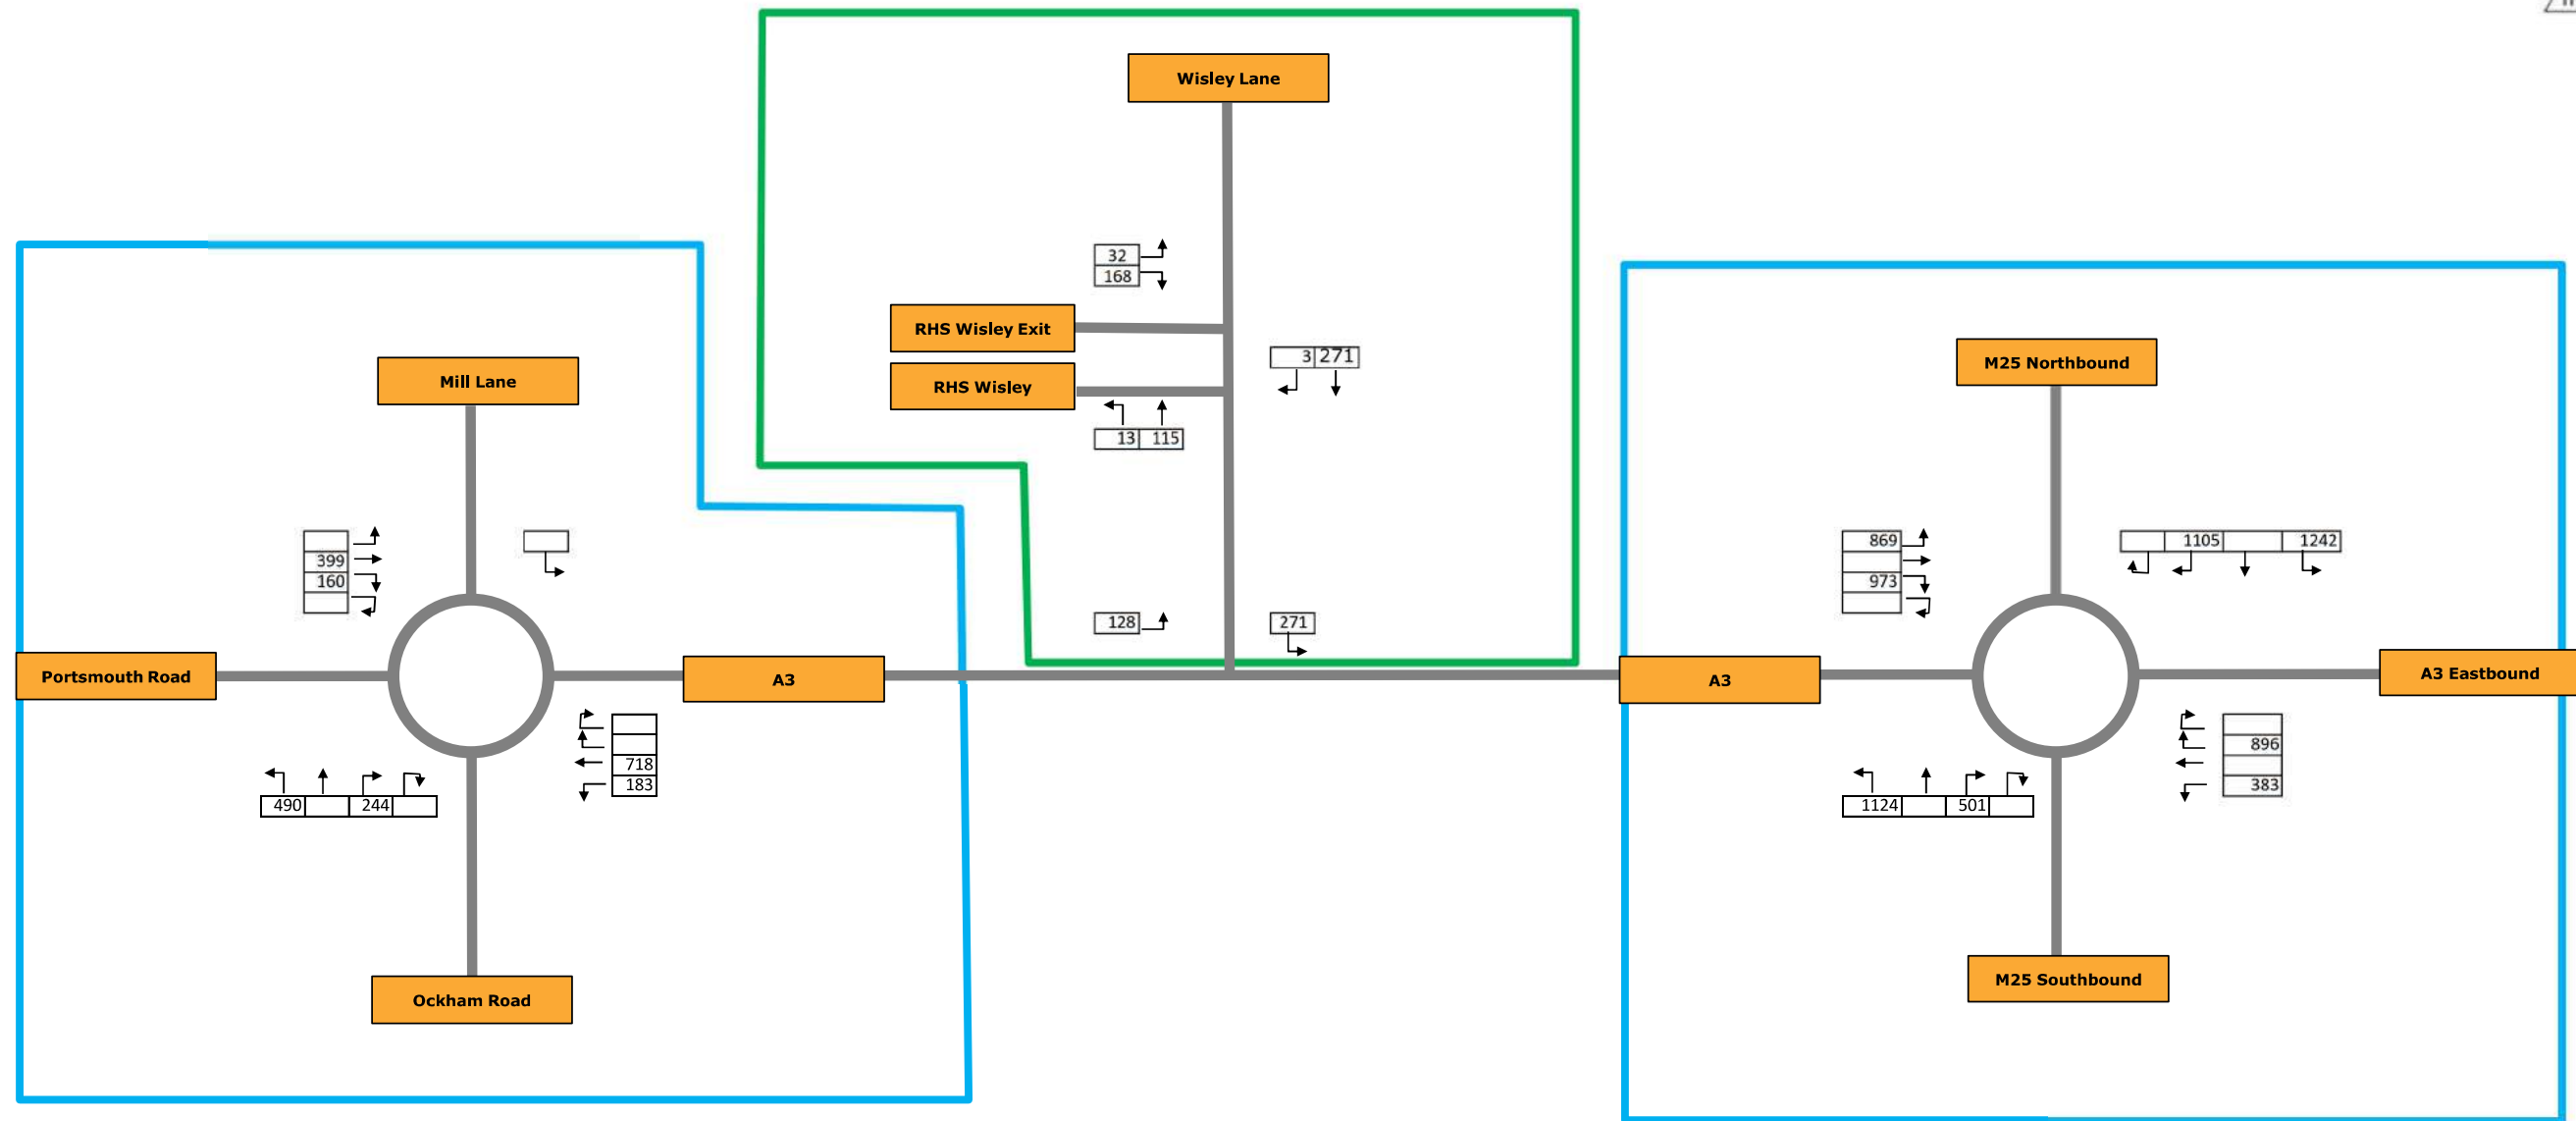 Wisley Lane
32
168
RHS Wisley Exit
RHS Wisley
3 271
13 115
128
271
Mill Lane
399
160
Portsmouth Road
A3
718
183
490 244
Ockham Road
M25 Northbound
869
973
1105 1242
A3
A3 Eastbound
896
383
1124 501
M25 Southbound